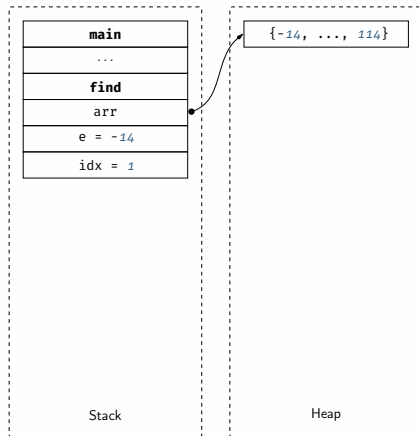 main
...
find
arr
e = -14
idx = 1
Stack
{-14, ..., 114}
Heap